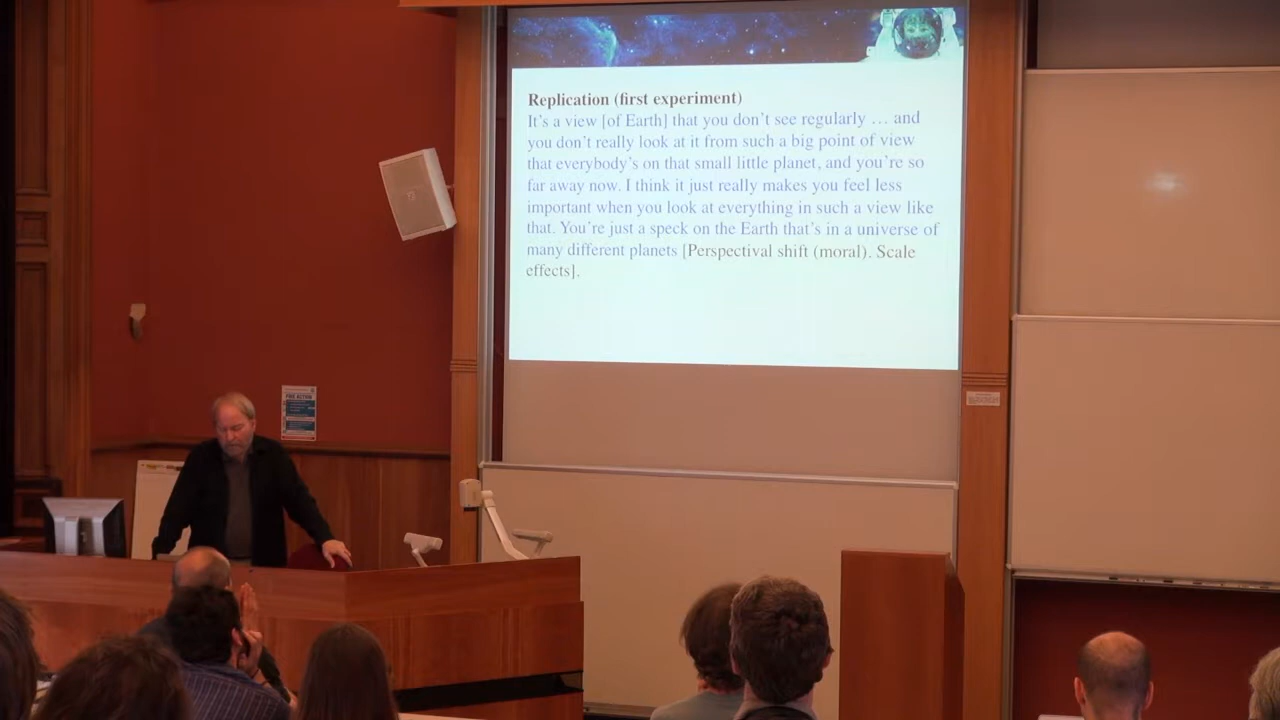 Replication (first experiment)
It's a view [of Earth] that you don't see regularly … and
you don't really look at it from such a big point of view
that everybody's on that small little planet, and you're so
far away now. I think it just really makes you feel less
important when you look at everything in such a view like
that. You're just a speck on the Earth that's in a universe of
many different planets [Perspectival shift (moral). Scale
effects].
FIRE ACTION